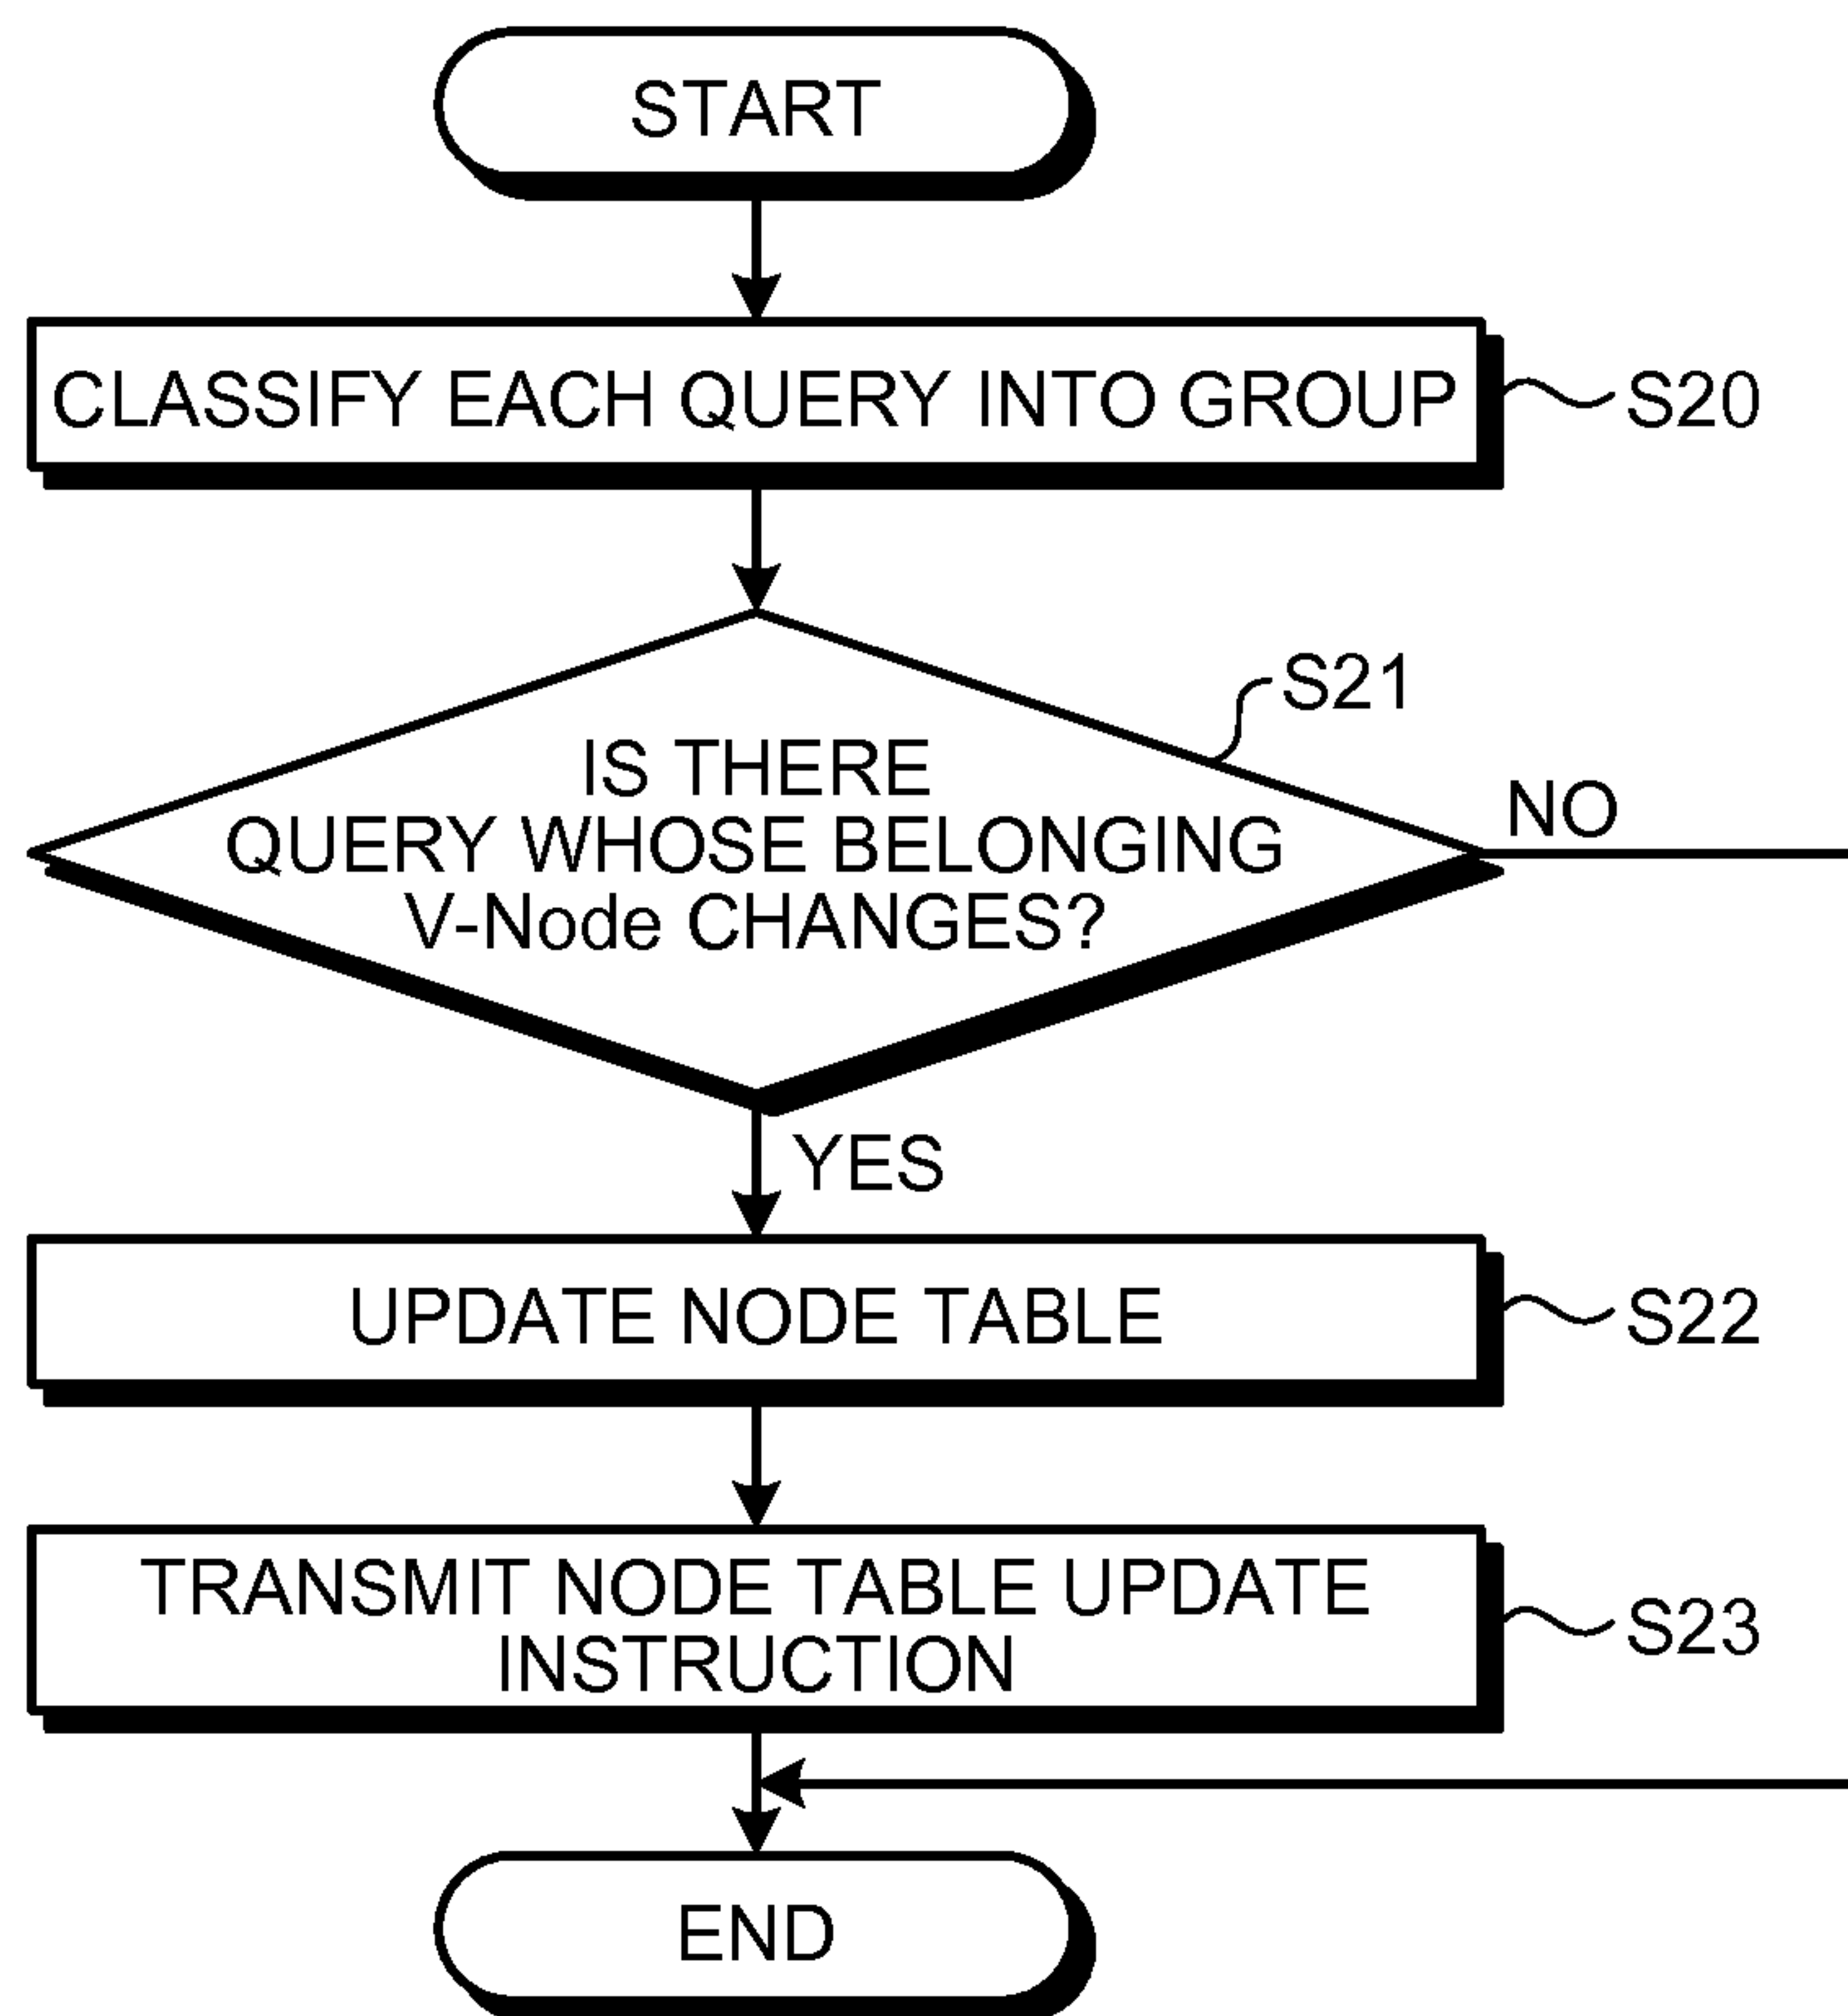 START
CLASSIFY EACH QUERY INTO GROUP
S20
S21
IS THERE
QUERY WHOSE BELONGING
V-Node CHANGES?
NO
YES
UPDATE NODE TABLE
S22
TRANSMIT NODE TABLE UPDATE
INSTRUCTION
S23
END